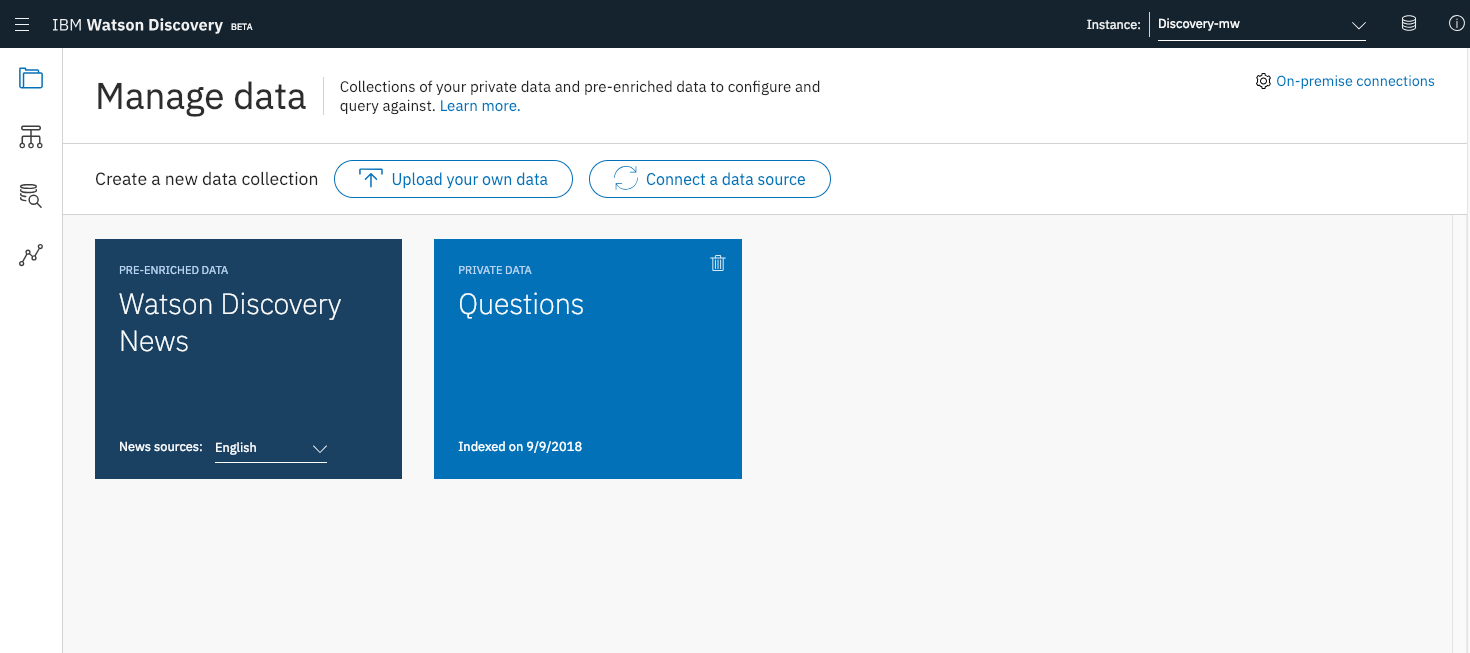 IBM Watson Discovery BETA
Instance: Discovery-mw
Manage data
Collections of your private data and pre-enriched data to configure and
query against. Learn more.
On-premise connections
Create a new data collection
Upload your own data
Connect a data source
PRE-ENRICHED DATA
Watson Discovery
News
News sources: English
PRIVATE DATA
Questions
Indexed on 9/9/2018